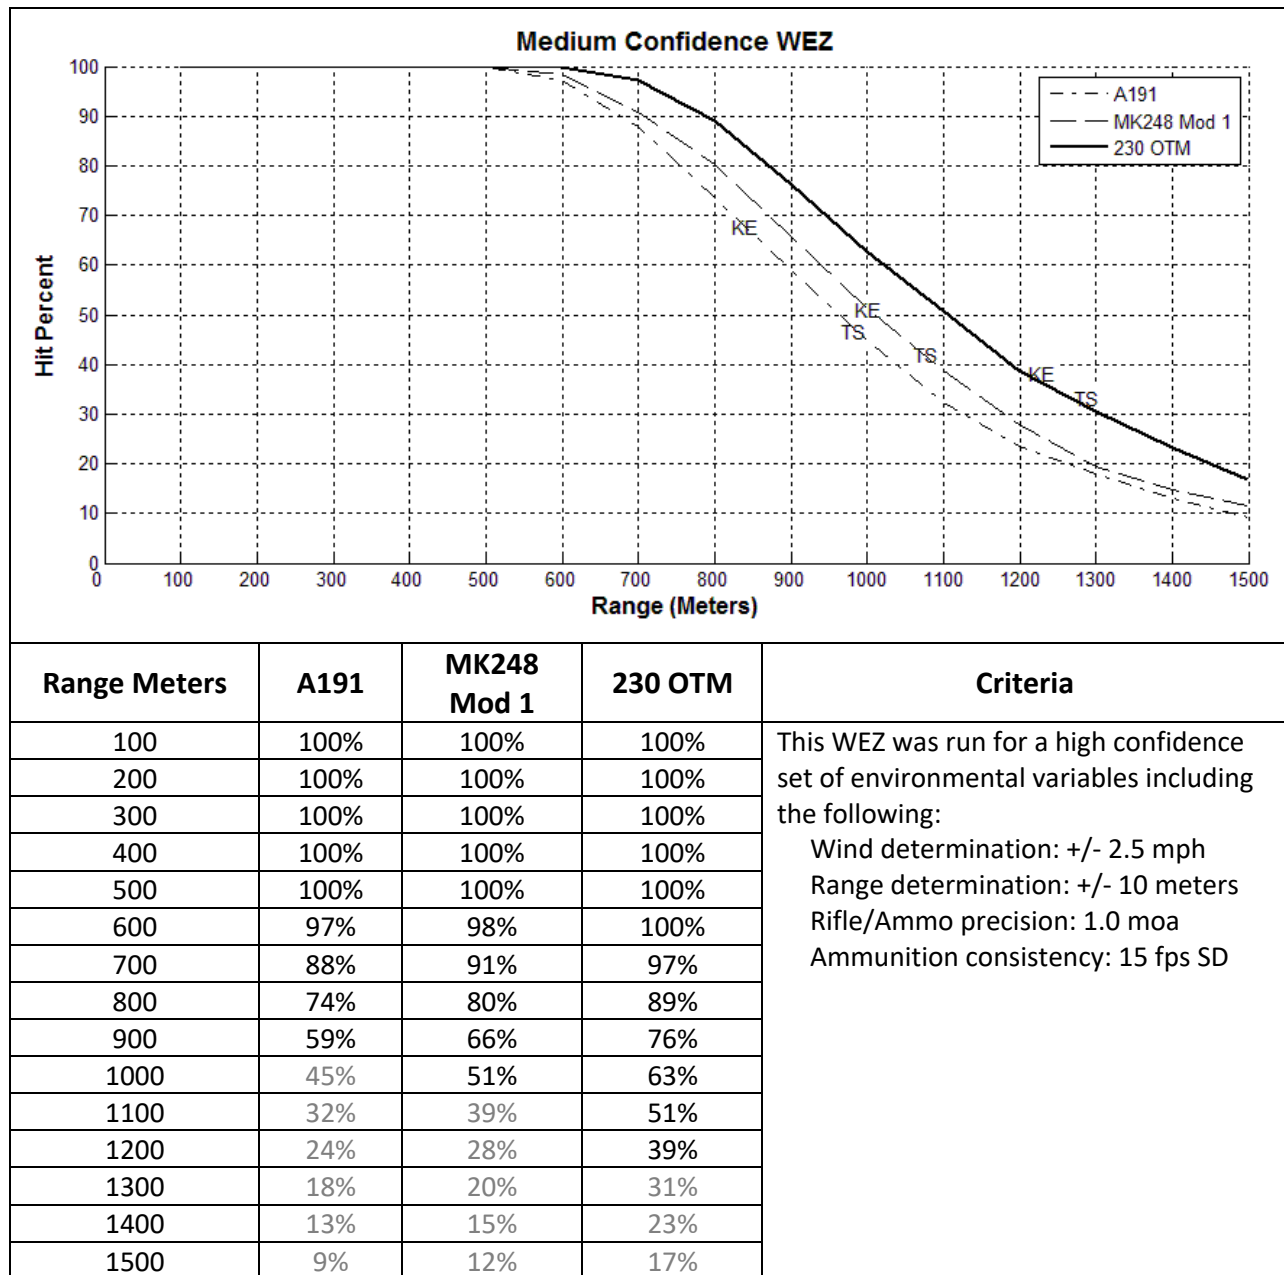 Medium Confidence WEZ
100
90
80
70
60
50
40
30
20
10
0
Hit Percent
A191
MK248 Mod 1
230 OTM
KE
KE
TS
TS
KE
TS
0 100 200 300 400 500 600 700 800 900 1000 1100 1200 1300 1400 1500
Range (Meters)
Range Meters A191 MK248 Mod 1 230 OTM Criteria
100 100% 100% 100% This WEZ was run for a high confidence
200 100% 100% 100% set of environmental variables including
300 100% 100% 100% the following:
400 100% 100% 100% Wind determination: +/- 2.5 mph
500 100% 100% 100% Range determination: +/- 10 meters
600 97% 98% 100% Rifle/Ammo precision: 1.0 moa
700 88% 91% 97% Ammunition consistency: 15 fps SD
800 74% 80% 89%
900 59% 66% 76%
1000 45% 51% 63%
1100 32% 39% 51%
1200 24% 28% 39%
1300 18% 20% 31%
1400 13% 15% 23%
1500 9% 12% 17%